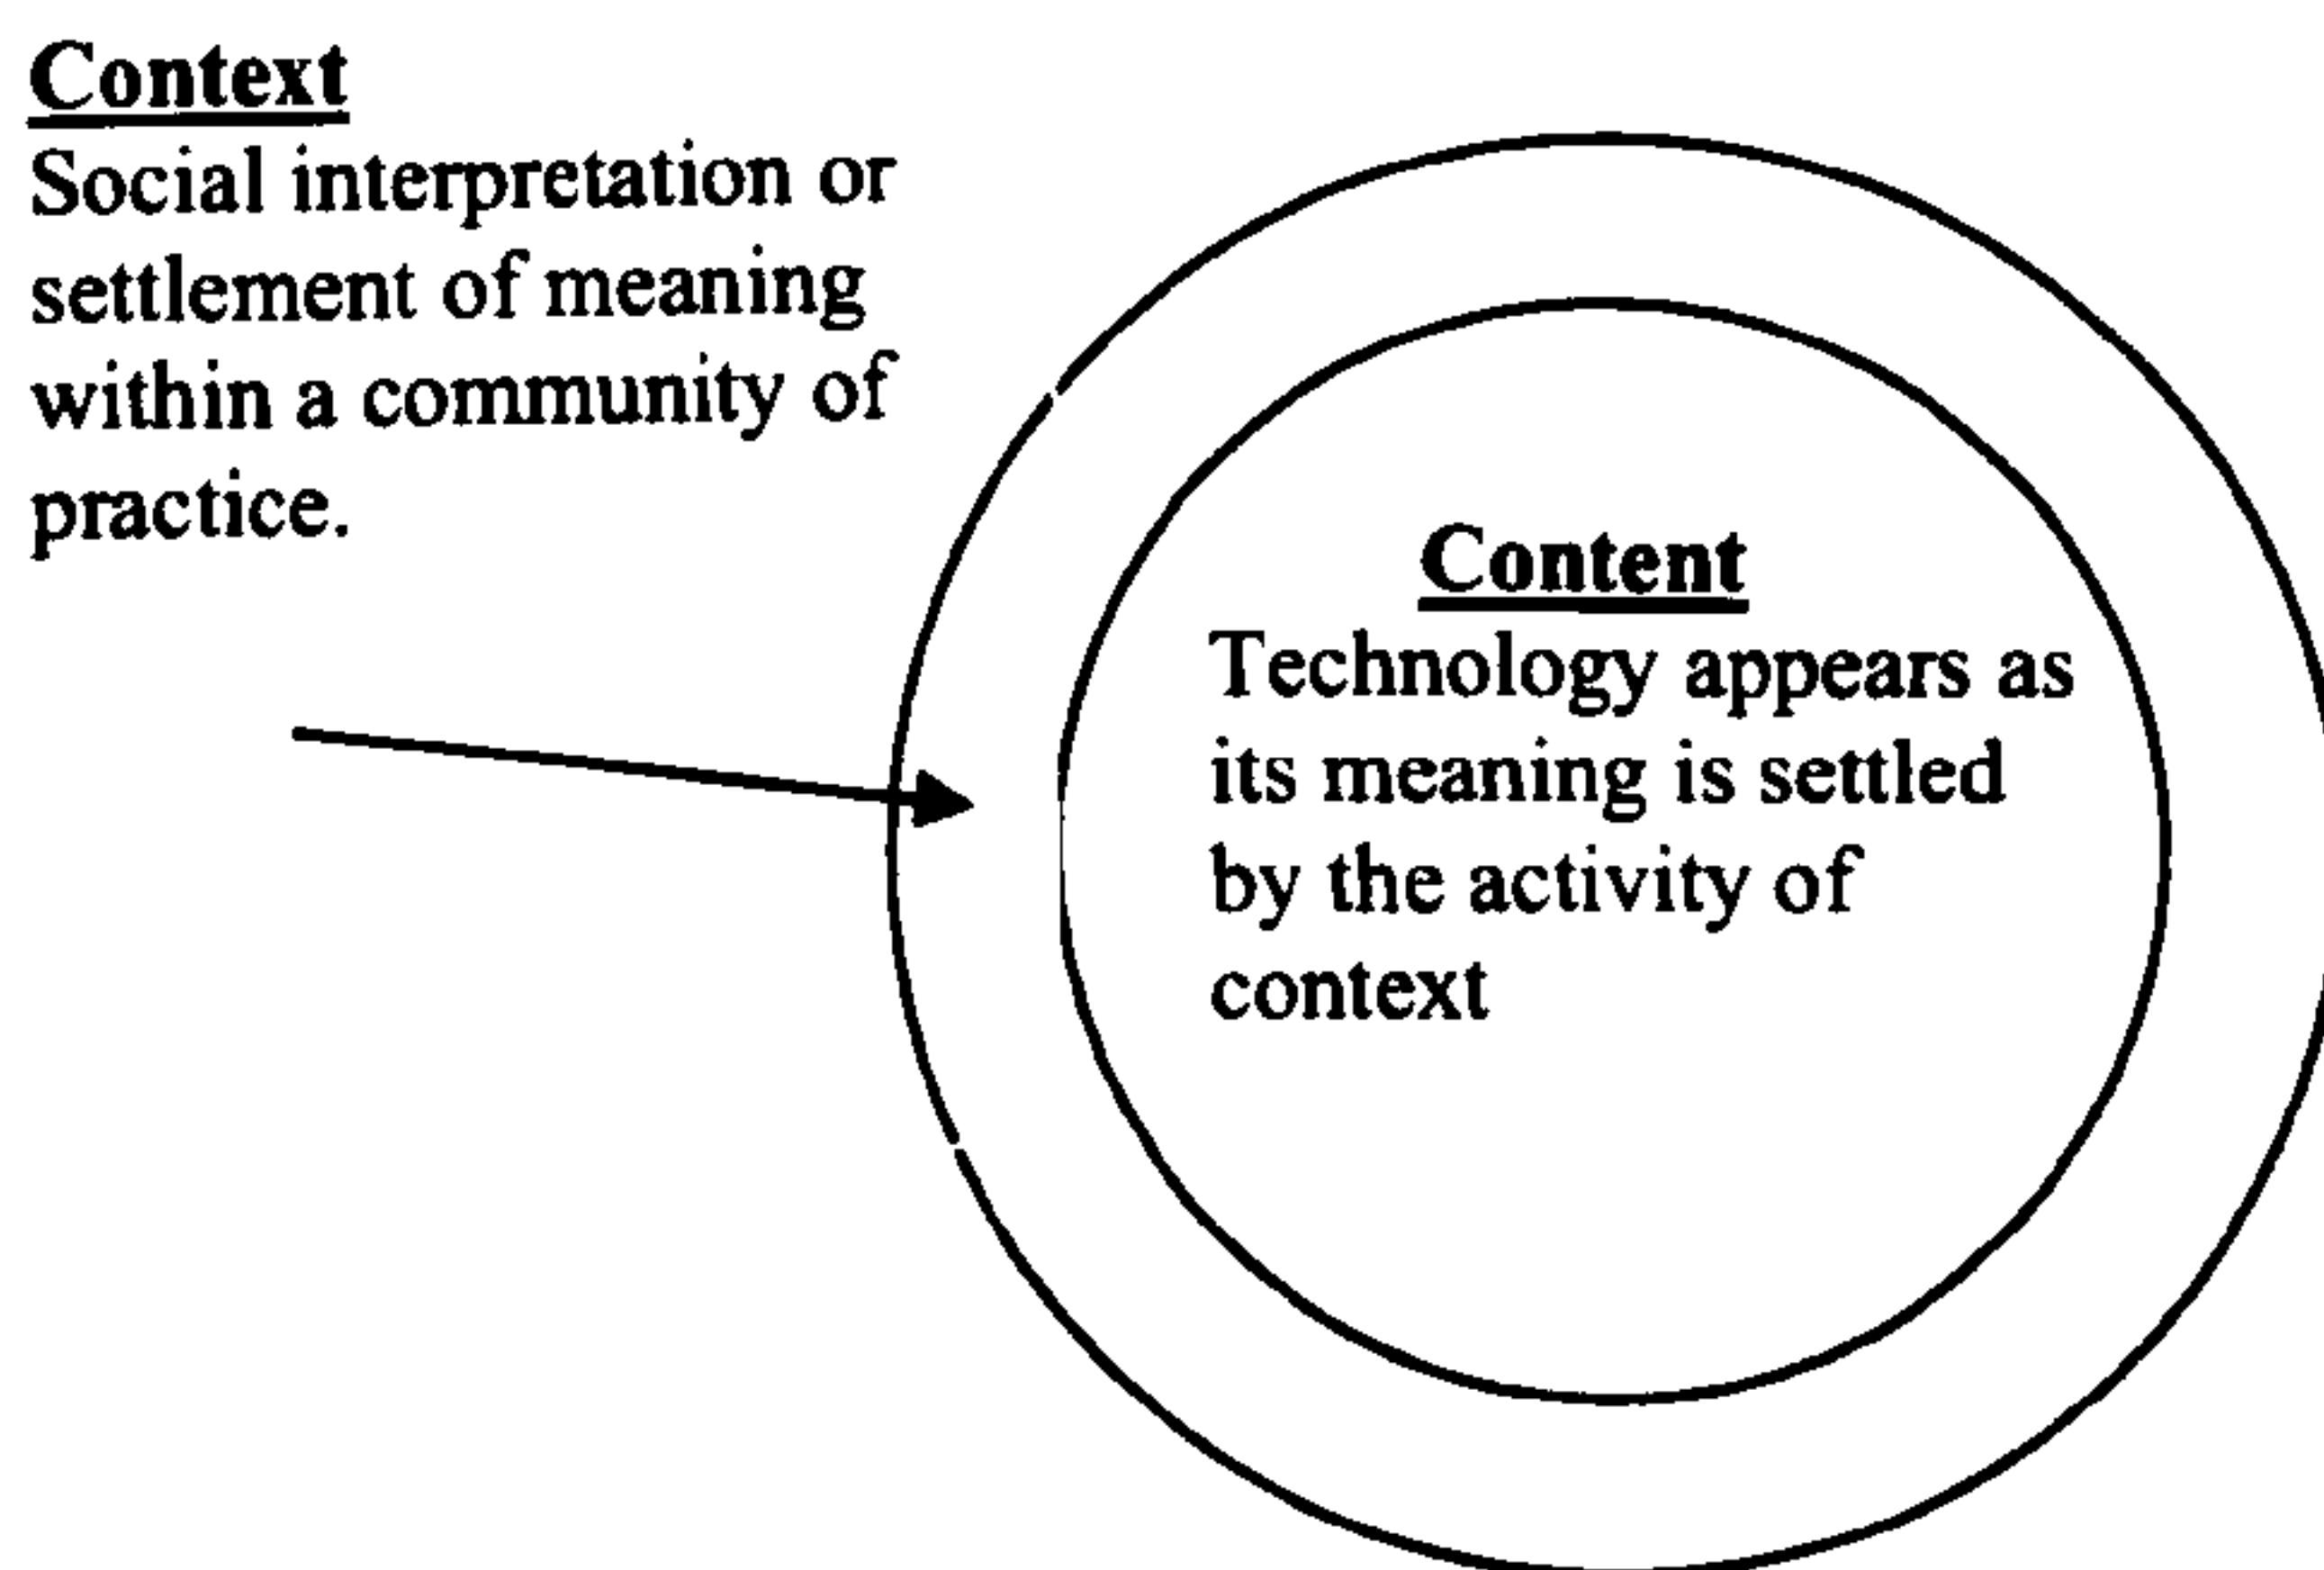 Context
Social interpretation or
settlement of meaning
within a community of
practice.
Content
Technology appears as
its meaning is settled
by the activity of
context